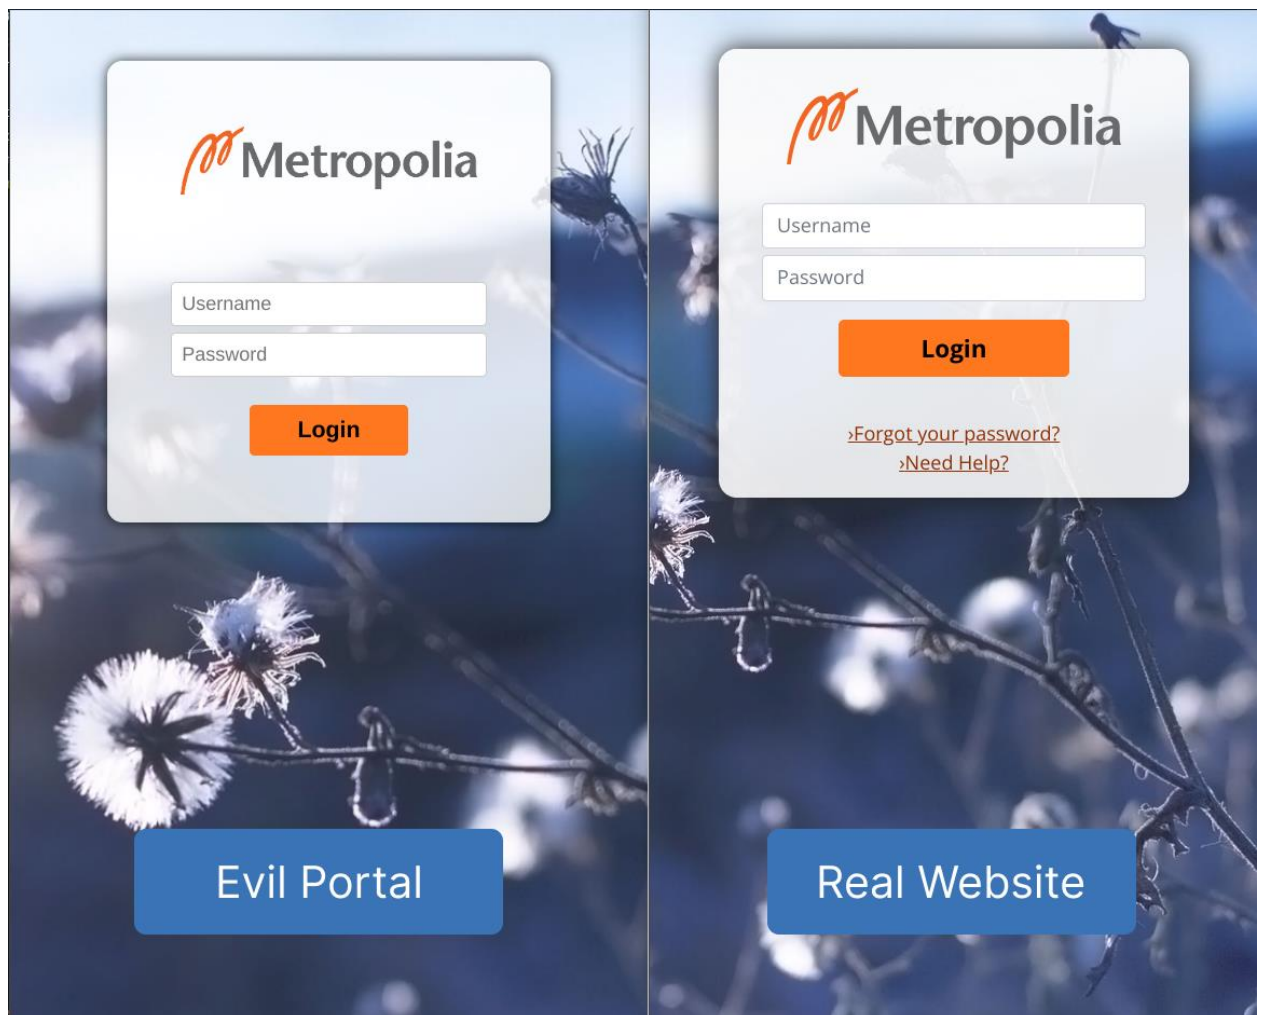 Metropolia
Username
Password
Login
Evil Portal
Metropolia
Username
Password
Login
›Forgot your password?
›Need Help?
Real Website